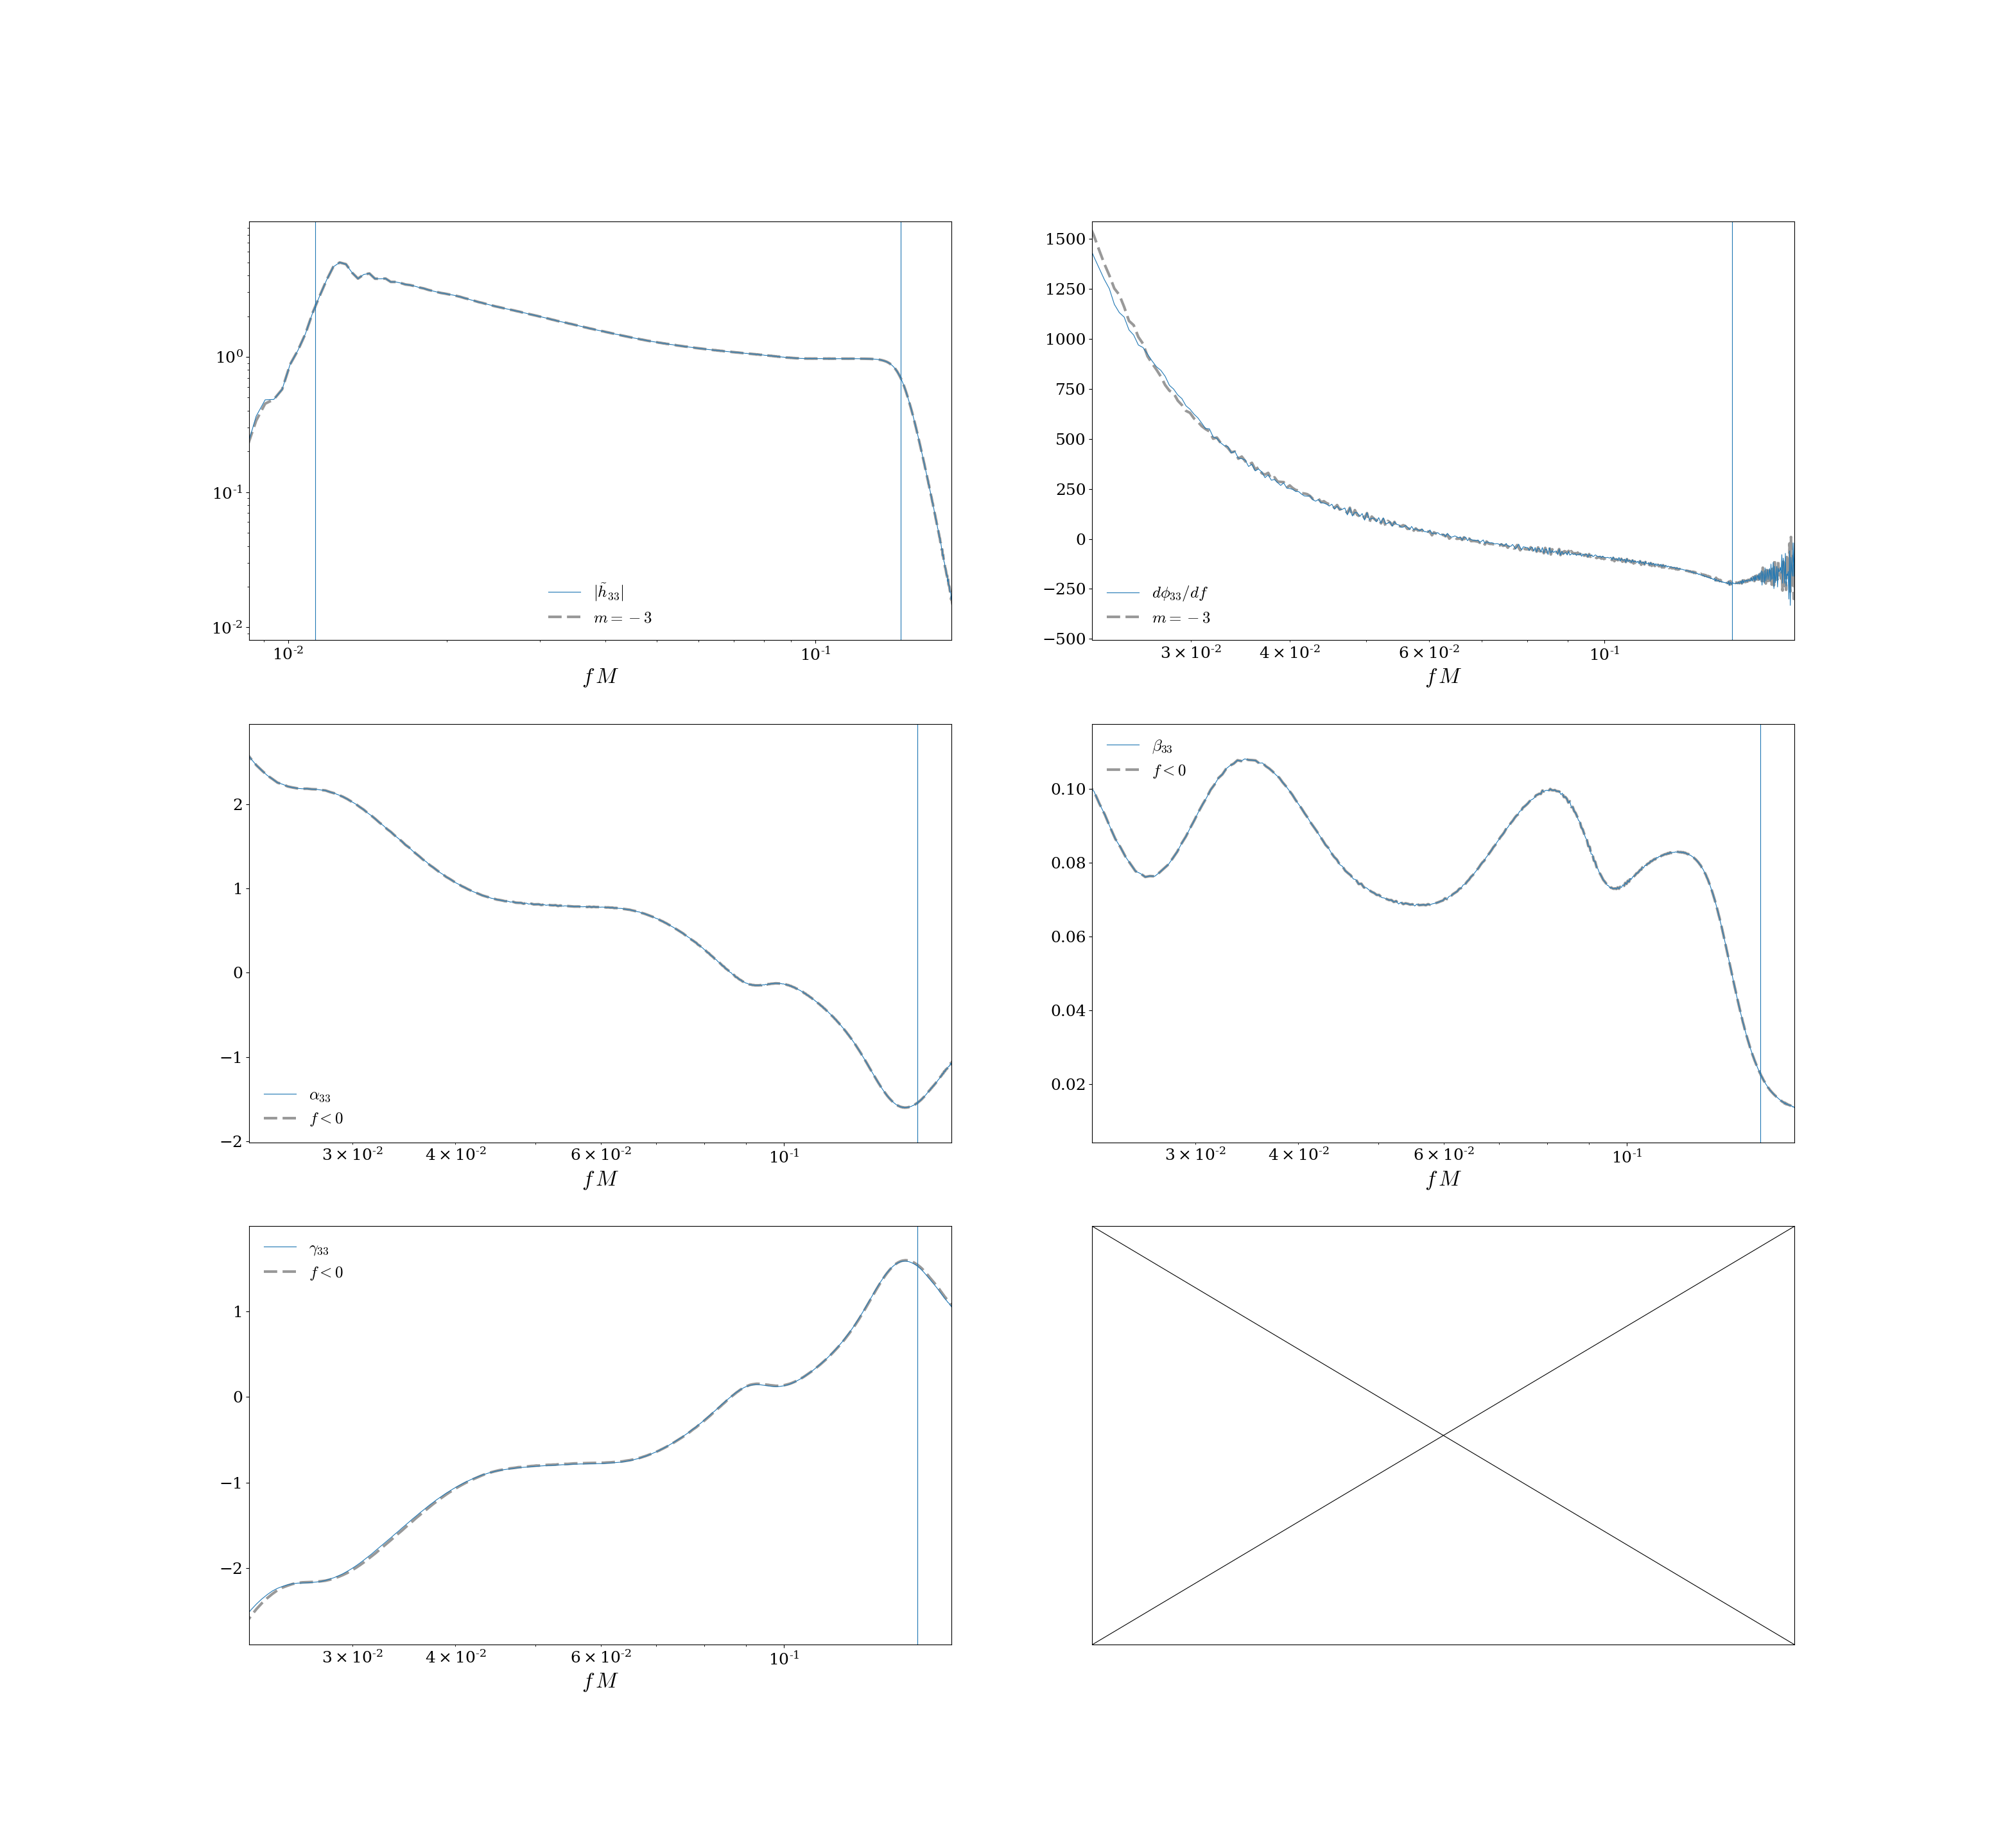 10⁰
10⁻¹
10⁻²
|h̃₃₃|
m = −3
10⁻² 10⁻¹
f M
1500
1250
1000
750
500
250
0
−250
−500
dϕ₃₃/df
m = −3
3 × 10⁻² 4 × 10⁻² 6 × 10⁻² 10⁻¹
f M
2
1
0
−1
−2
α₃₃
f < 0
3 × 10⁻² 4 × 10⁻² 6 × 10⁻² 10⁻¹
f M
β₃₃
f < 0
0.10
0.08
0.06
0.04
0.02
3 × 10⁻² 4 × 10⁻² 6 × 10⁻² 10⁻¹
f M
γ₃₃
f < 0
1
0
−1
−2
3 × 10⁻² 4 × 10⁻² 6 × 10⁻² 10⁻¹
f M